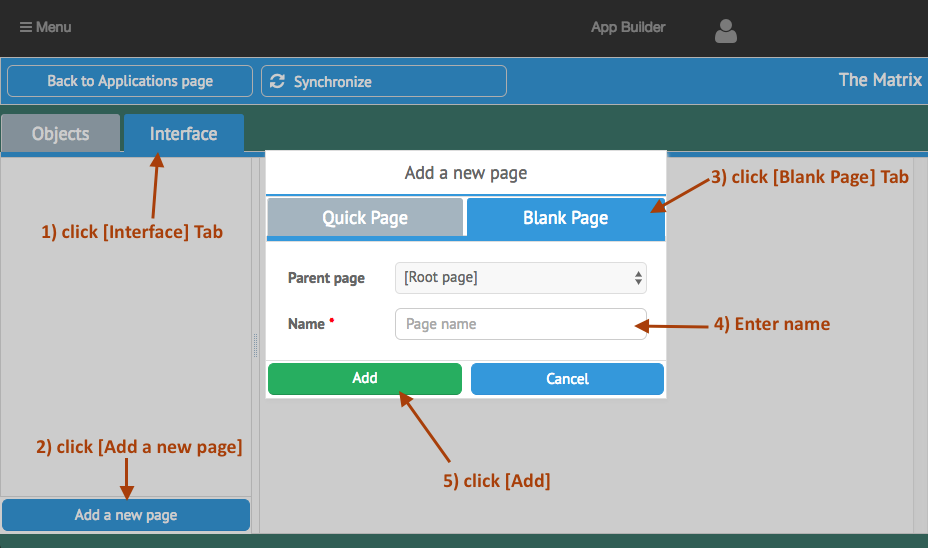 Menu
App Builder
Back to Applications page
Synchronize
The Matrix
Objects
Interface
Add a new page
3) click [Blank Page] Tab
Quick Page
Blank Page
1) click [Interface] Tab
Parent page
[Root page]
Name •
Page name
4) Enter name
Add
Cancel
2) click [Add a new page]
5) click [Add]
Add a new page